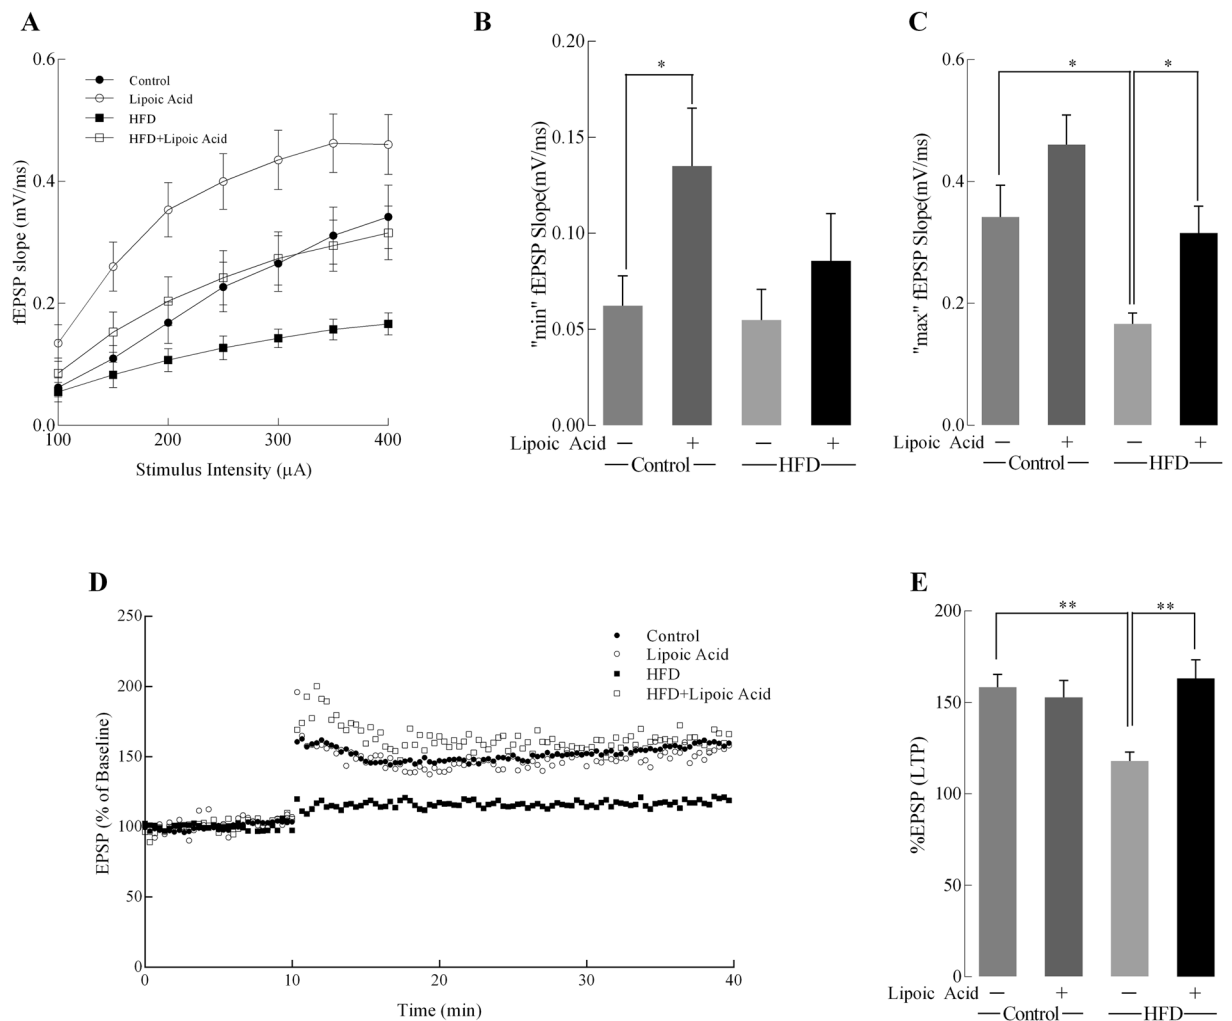 A
0.6
0.4
0.2
0.0
fEPSP slope (mV/ms)
Control
Lipoic Acid
HFD
HFD+Lipoic Acid
100 200 300 400
Stimulus Intensity (μA)
B
0.20
0.15
0.10
0.05
0.00
"min" fEPSP Slope(mV/ms)
*
Lipoic Acid − + − +
Control HFD
C
0.6
0.4
0.2
0.0
"max" fEPSP Slope(mV/ms)
* *
Lipoic Acid − + − +
Control HFD
D
250
200
150
100
50
0
EPSP (% of Baseline)
Control
Lipoic Acid
HFD
HFD+Lipoic Acid
0 10 20 30 40
Time (min)
E
200
150
100
50
0
%EPSP (LTP)
** **
Lipoic Acid − + − +
Control HFD